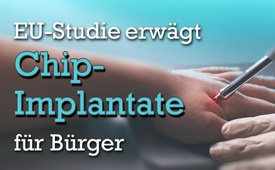 EU-Studie erwägt
Chip-
Implantate
für Bürger